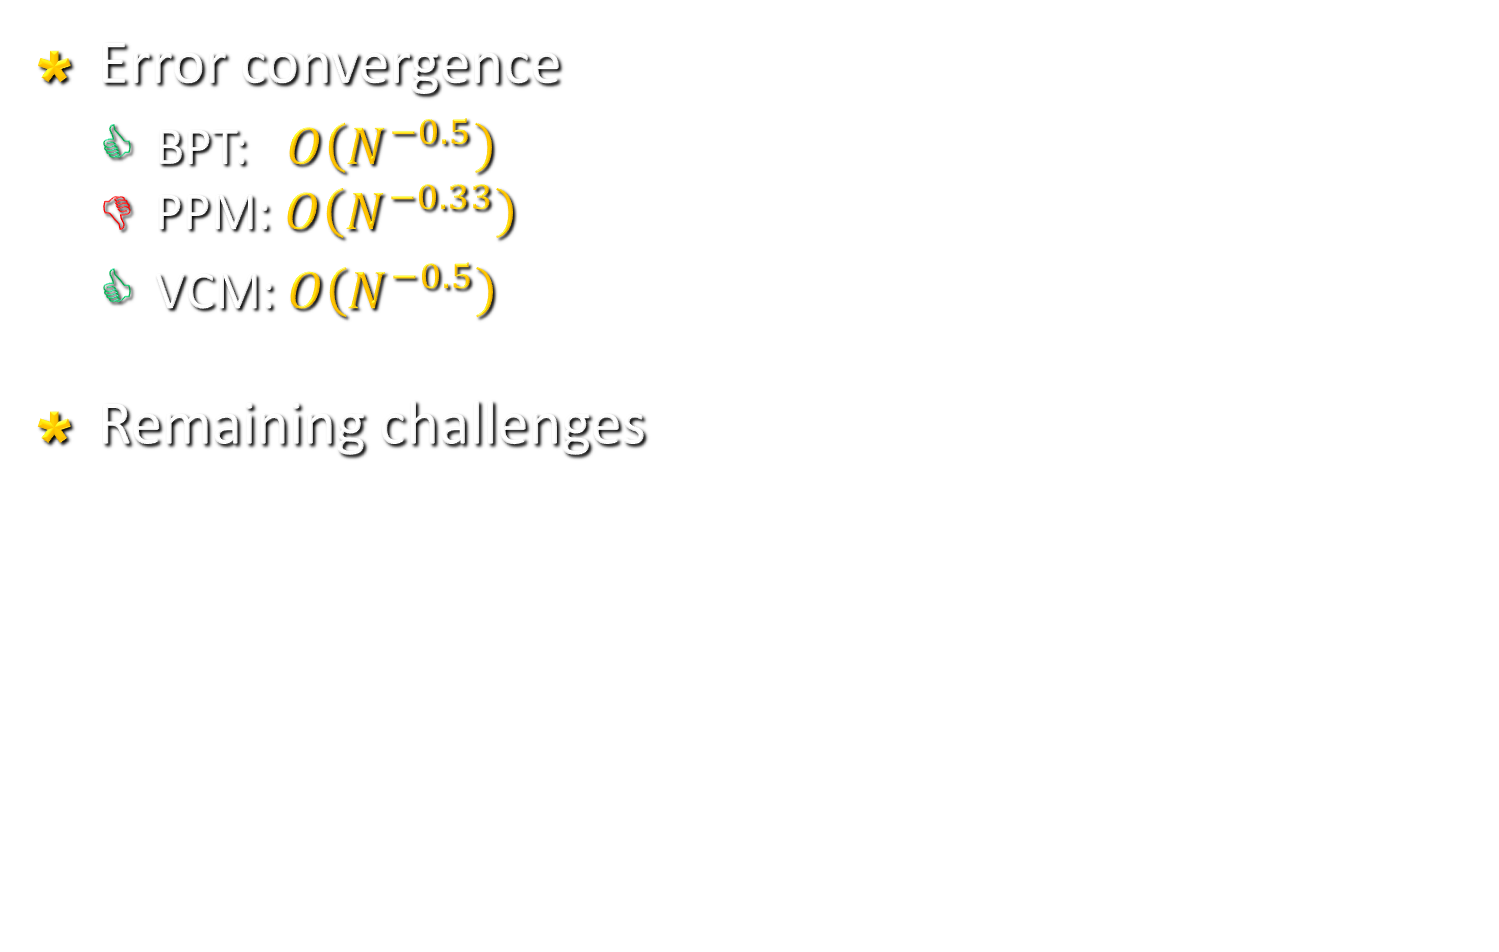 * Error convergence
👍 BPT: O(N^−0.5)
👎 PPM: O(N^−0.33)
👍 VCM: O(N^−0.5)
* Remaining challenges